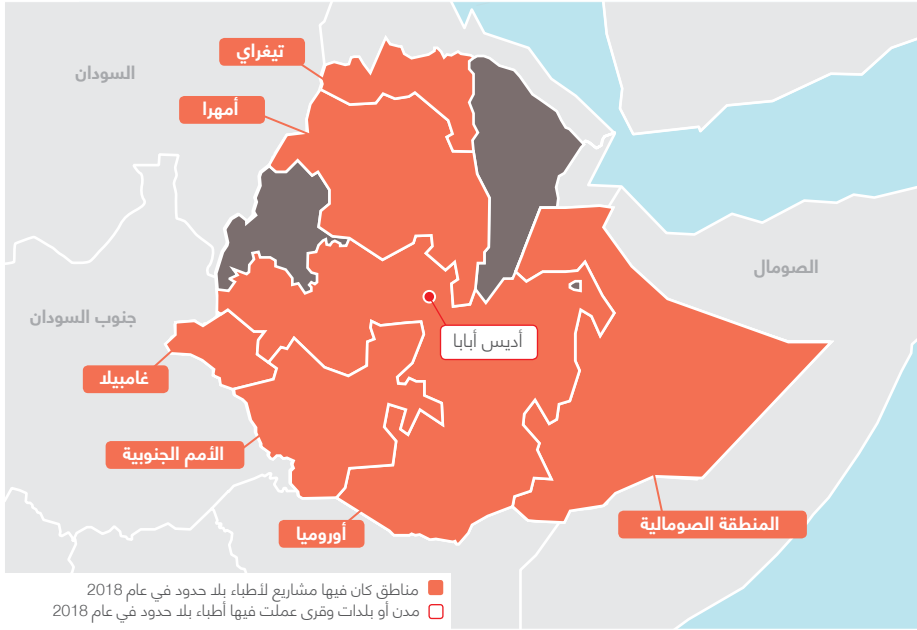 تيغراي
السودان
أمهرا
الصومال
جنوب السودان
أديس أبابا
غامبيلا
الأمم الجنوبية
المنطقة الصومالية
أوروميا
مناطق كان فيها مشاريع لأطباء بلا حدود في عام 2018
مدن أو بلدات وقرى عملت فيها أطباء بلا حدود في عام 2018